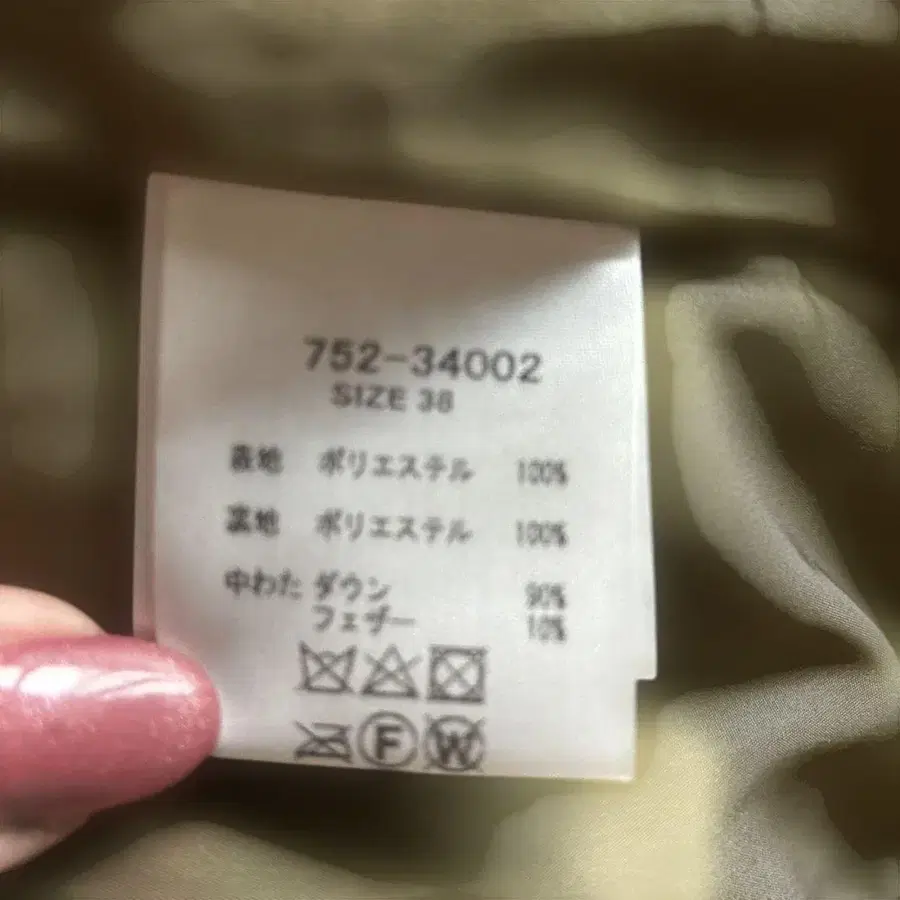 752-34002
SIZE 38
表地 ポリエステル 100%
裏地 ポリエステル 100%
中わた ダウン 90%
フェザー 10%
F W